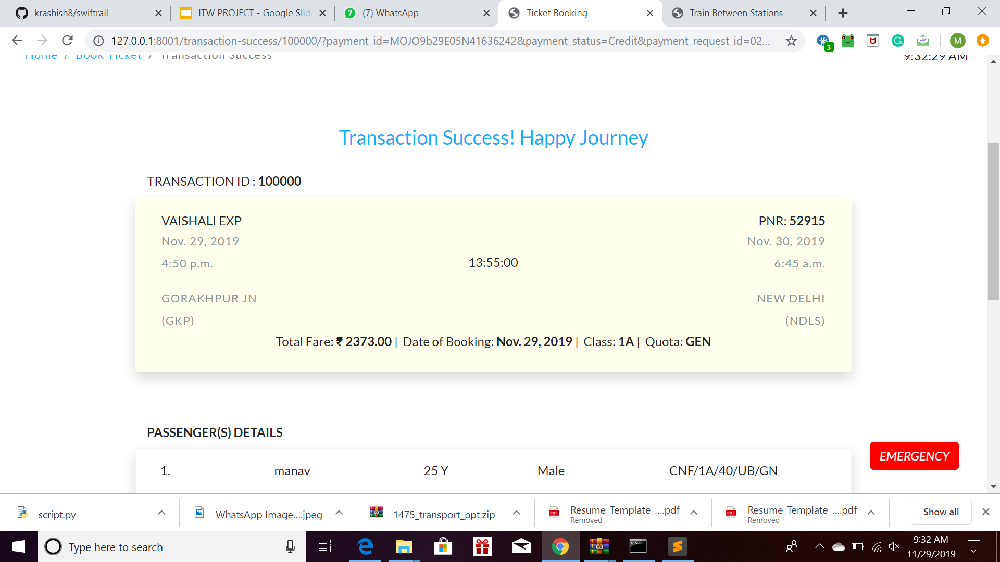 krashish8/swiftrail
ITW PROJECT - Google Slide
7 (7) WhatsApp
Ticket Booking
Train Between Stations
127.0.0.1:8001/transaction-success/100000/?payment_id=MOJO9b29E05N41636242&payment_status=Credit&payment_request_id=02...
3
M
Home / Book Ticket / Transaction Success
9:32:29 AM
Transaction Success! Happy Journey
TRANSACTION ID : 100000
VAISHALI EXP
PNR: 52915
Nov. 29, 2019
Nov. 30, 2019
4:50 p.m.
13:55:00
6:45 a.m.
GORAKHPUR JN
NEW DELHI
(GKP)
(NDLS)
Total Fare: ₹ 2373.00 | Date of Booking: Nov. 29, 2019 | Class: 1A | Quota: GEN
PASSENGER(S) DETAILS
EMERGENCY
1. manav 25 Y Male CNF/1A/40/UB/GN
script.py
WhatsApp Image....jpeg
1475_transport_ppt.zip
PDF
Resume_Template_....pdf
Removed
PDF
Resume_Template_....pdf
Removed
Show all
Type here to search
9:32 AM
11/29/2019